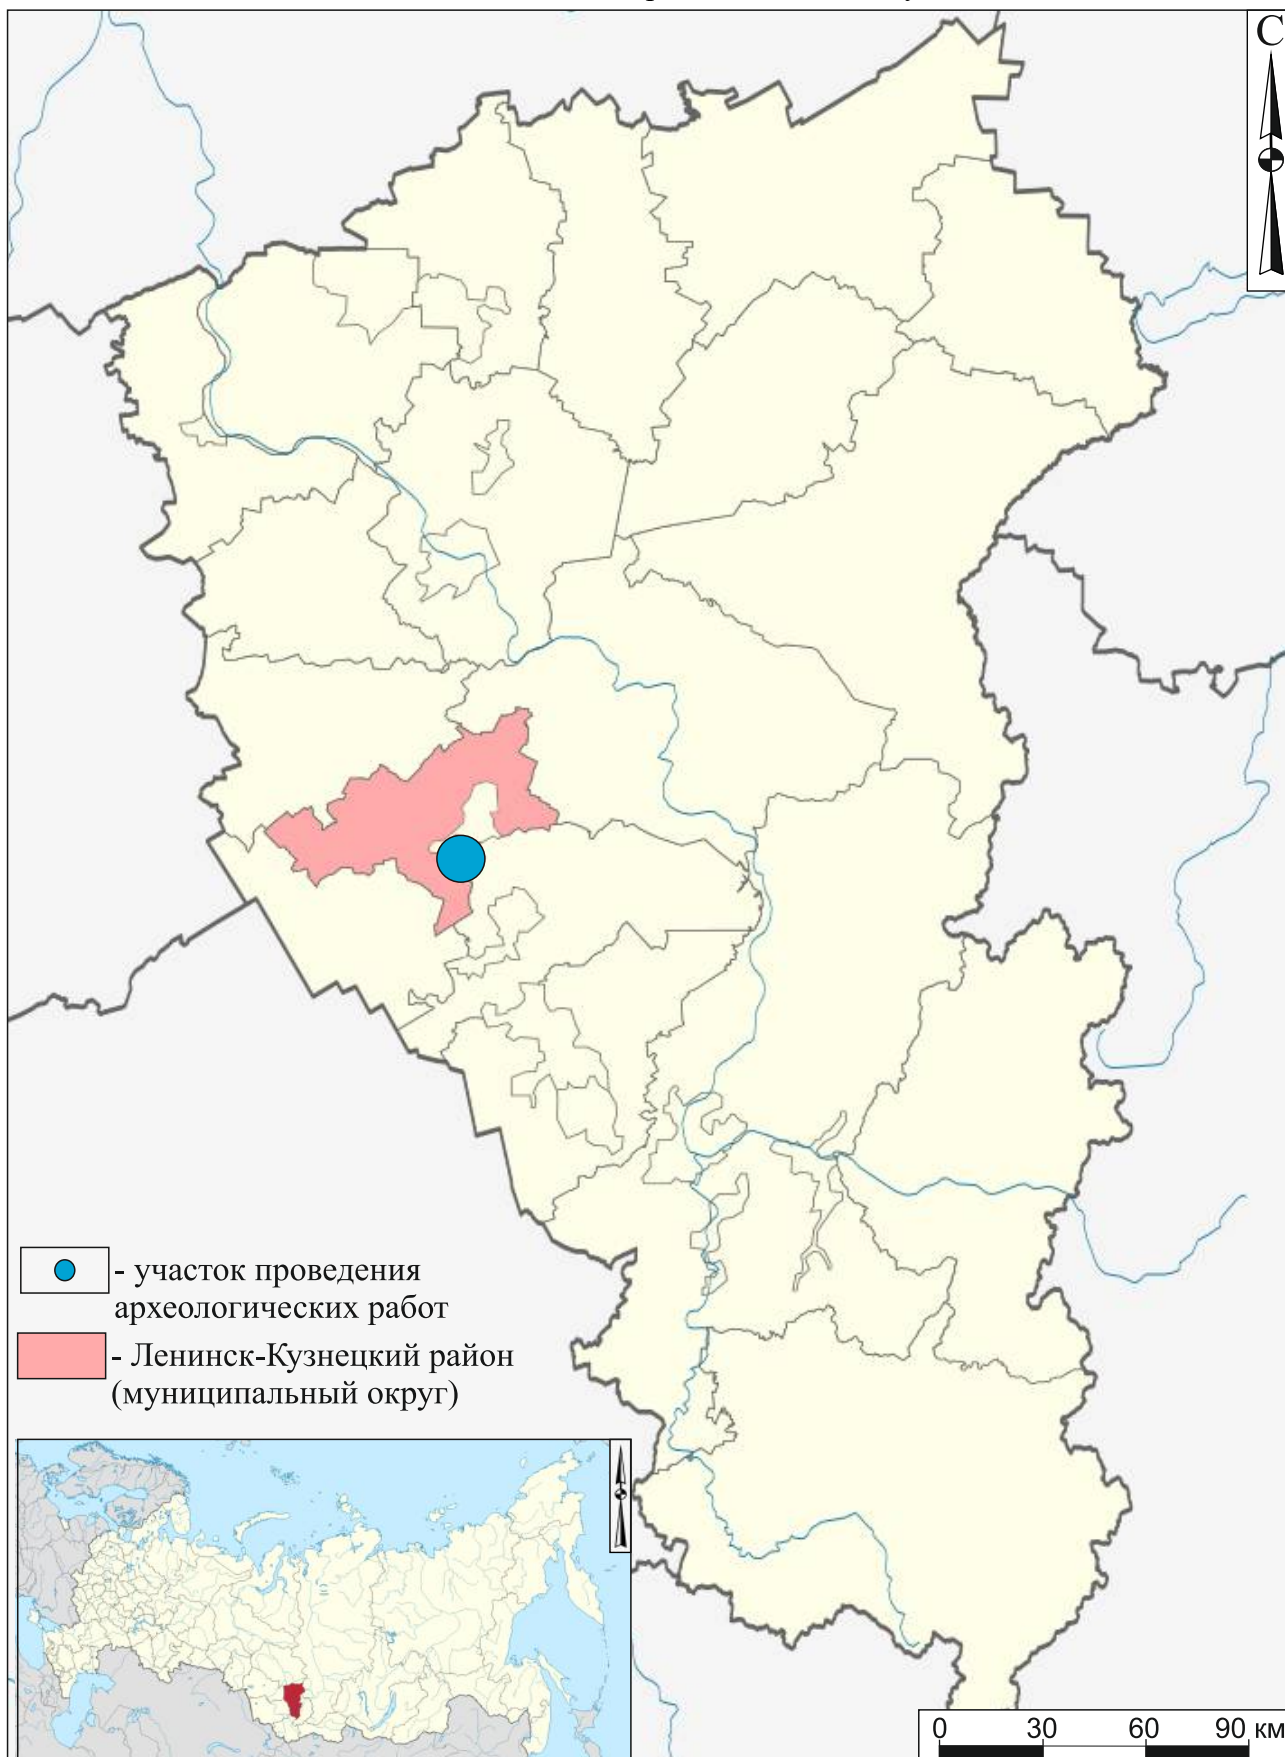 С
- участок проведения
археологических работ
- Ленинск-Кузнецкий район
(муниципальный округ)
0 30 60 90 км